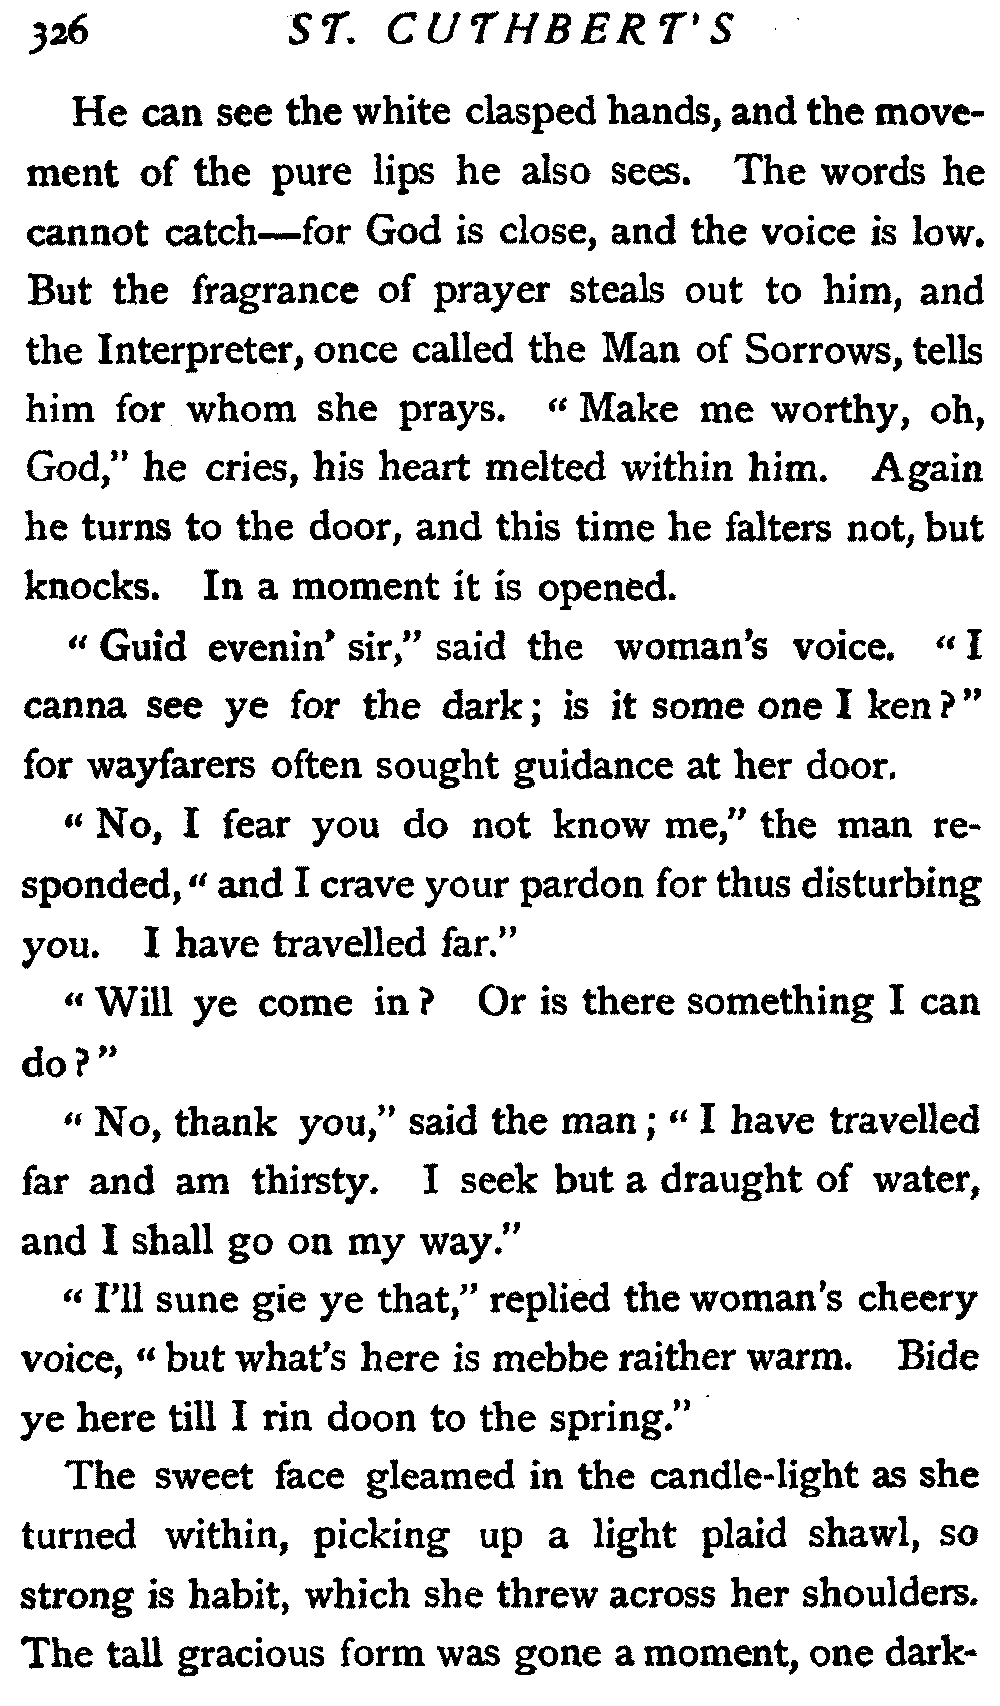 326 ST. CUTHBERT'S
He can see the white clasped hands, and the move-
ment of the pure lips he also sees. The words he
cannot catch—for God is close, and the voice is low.
But the fragrance of prayer steals out to him, and
the Interpreter, once called the Man of Sorrows, tells
him for whom she prays. "Make me worthy, oh,
God," he cries, his heart melted within him. Again
he turns to the door, and this time he falters not, but
knocks. In a moment it is opened.
"Guid evenin' sir," said the woman's voice. "I
canna see ye for the dark; is it some one I ken?"
for wayfarers often sought guidance at her door.
"No, I fear you do not know me," the man re-
sponded, "and I crave your pardon for thus disturbing
you. I have travelled far."
"Will ye come in? Or is there something I can
do?"
"No, thank you," said the man; "I have travelled
far and am thirsty. I seek but a draught of water,
and I shall go on my way."
"I'll sune gie ye that," replied the woman's cheery
voice, "but what's here is mebbe raither warm. Bide
ye here till I rin doon to the spring."
The sweet face gleamed in the candle-light as she
turned within, picking up a light plaid shawl, so
strong is habit, which she threw across her shoulders.
The tall gracious form was gone a moment, one dark-